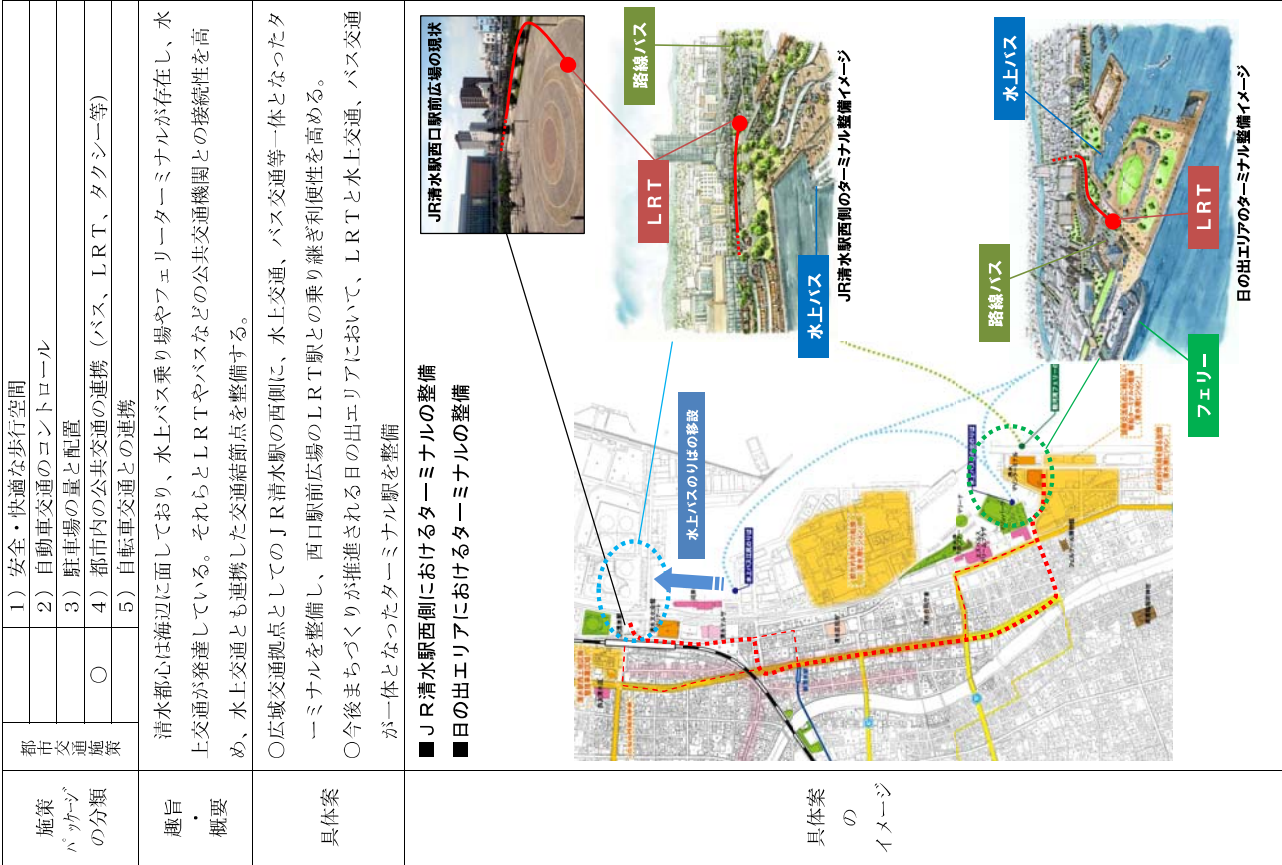 施策
ﾊﾟｯｹｰｼﾞ
の分類
都市交通施策
1）安全・快適な歩行空間
2）自動車交通のコントロール
3）駐車場の量と配置
○
4）都市内の公共交通の連携（バス、ＬＲＴ、タクシー等）
5）自転車交通との連携
趣旨
・
概要
清水都心は海辺に面しており、水上バス乗り場やフェリーターミナルが存在し、水
上交通が発達している。それらとＬＲＴやバスなどの公共交通機関との接続性を高
め、水上交通とも連携した交通結節点を整備する。
具体案
○広域交通拠点としてのＪＲ清水駅の西側に、水上交通、バス交通等一体となったタ
ーミナルを整備し、西口駅前広場のＬＲＴ駅との乗り継ぎ利便性を高める。
○今後まちづくりが推進される日の出エリアにおいて、ＬＲＴと水上交通、バス交通
が一体となったターミナル駅を整備
具体案
の
イメージ
■ＪＲ清水駅西側におけるターミナルの整備
■日の出エリアにおけるターミナルの整備
JR清水駅西口駅前広場の現状
水上バスのりばの移設
路線バス
ＬＲＴ
水上バス
JR清水駅西側のターミナル整備イメージ
水上バス
路線バス
ＬＲＴ
フェリー
日の出エリアのターミナル整備イメージ